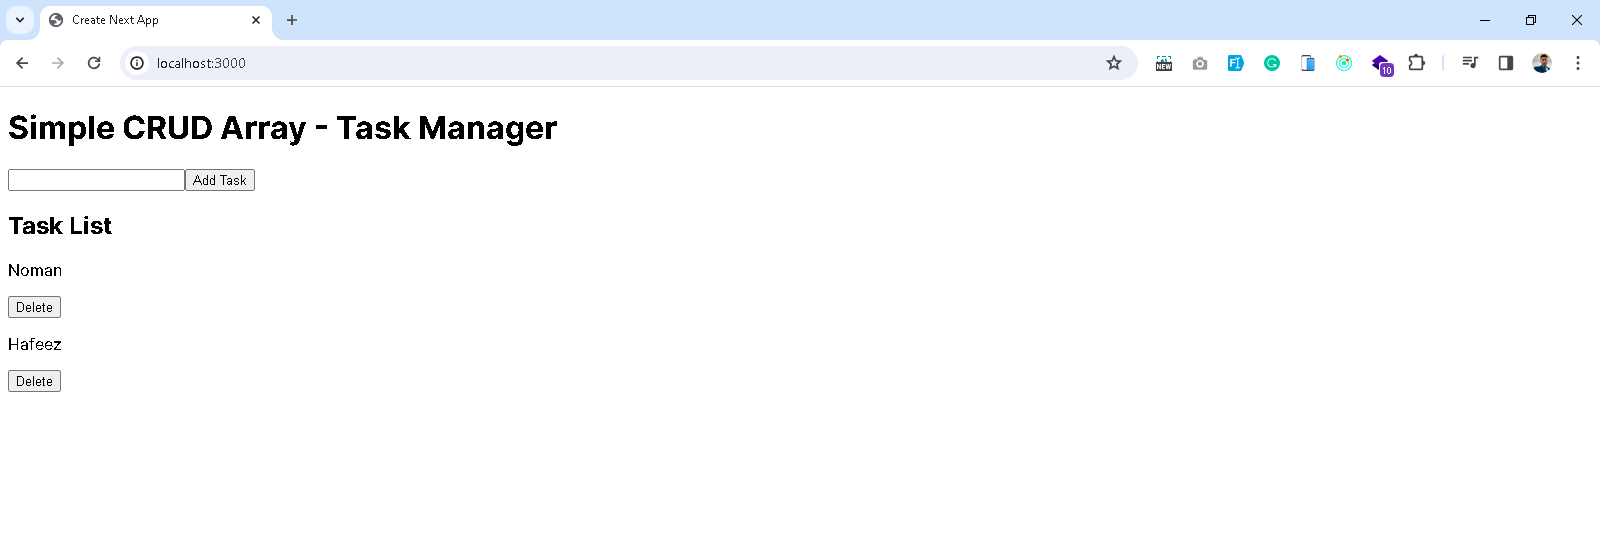 Create Next App
localhost:3000
NEW
10
Simple CRUD Array - Task Manager
Add Task
Task List
Noman
Delete
Hafeez
Delete